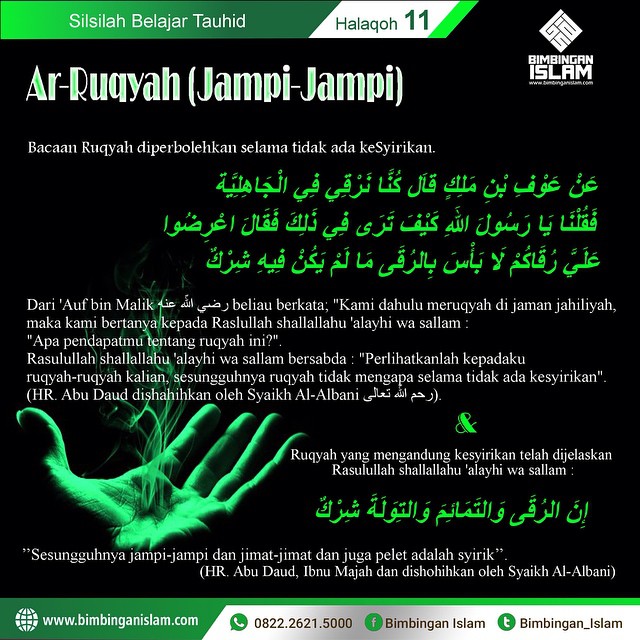 Silsilah Belajar Tauhid
Halaqoh 11
BIMBINGAN
ISLAM
www.bimbinganislam.com
Ar-Ruqyah (Jampi-Jampi)
Bacaan Ruqyah diperbolehkan selama tidak ada keSyirikan.
عَنْ عَوْفِ بْنِ مَلِكٍ قَاَل كُنَّا نَرْقِي فِي الْجَاهِلِيَّة
فَقُلْنَا يَا رَسُولَ اللهِ كَيْفَ تَرَى فِي ذَلِكَ فَقَالَ اعْرِضُوا
عَلَيَّ رُقَاكُمْ لَا بَأْسَ بِالرُقَى مَا لَمْ يَكُنْ فِيهِ شِرْكٌ
Dari 'Auf bin Malik رضي الله عنه beliau berkata; "Kami dahulu meruqyah di jaman jahiliyah,
maka kami bertanya kepada Raslullah shallallahu 'alayhi wa sallam :
"Apa pendapatmu tentang ruqyah ini?".
Rasulullah shallallahu 'alayhi wa sallam bersabda : "Perlihatkanlah kepadaku
ruqyah-ruqyah kalian, sesungguhnya ruqyah tidak mengapa selama tidak ada kesyirikan".
(HR. Abu Daud dishahihkan oleh Syaikh Al-Albani رحم الله تعالى).
&
Ruqyah yang mengandung kesyirikan telah dijelaskan
Rasulullah shallallahu 'alayhi wa sallam :
إِنَ الرُقَى وَالتَمَائِمَ وَالتِوَلَةَ شِرْكٌ
’’Sesungguhnya jampi-jampi dan jimat-jimat dan juga pelet adalah syirik’’.
(HR. Abu Daud, Ibnu Majah dan dishohihkan oleh Syaikh Al-Albani)
www.bimbinganislam.com
0822.2621.5000
Bimbingan Islam
Bimbingan_Islam